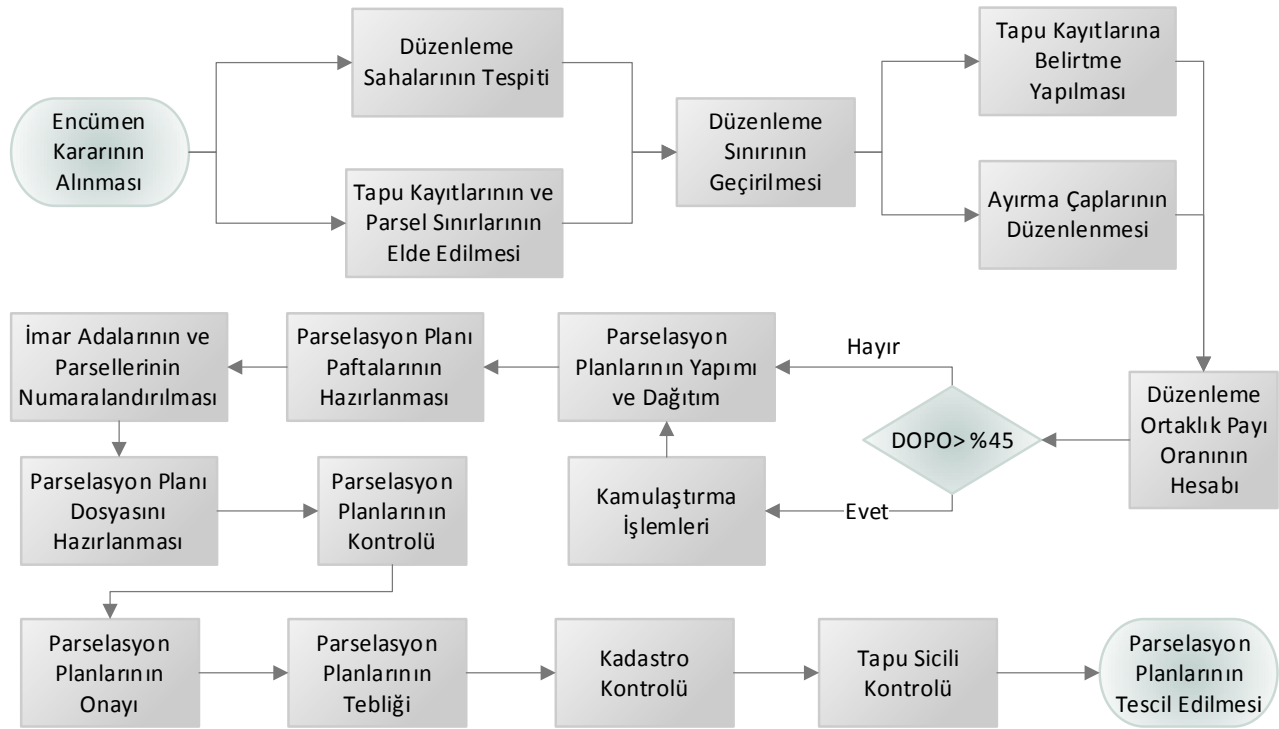 Encümen
Kararının
Alınması
Düzenleme
Sahalarının Tespiti
Tapu Kayıtlarının ve
Parsel Sınırlarının
Elde Edilmesi
Düzenleme
Sınırının
Geçirilmesi
Tapu Kayıtlarına
Belirtme
Yapılması
Ayırma Çaplarının
Düzenlenmesi
Düzenleme
Ortaklık Payı
Oranının
Hesabı
DOPO> %45
Hayır
Evet
Kamulaştırma
İşlemleri
Parselasyon
Planlarının Yapımı
ve Dağıtım
Parselasyon Planı
Paftalarının
Hazırlanması
İmar Adalarının ve
Parsellerinin
Numaralandırılması
Parselasyon Planı
Dosyasını
Hazırlanması
Parselasyon
Planlarının
Kontrolü
Parselasyon
Planlarının
Onayı
Parselasyon
Planlarının
Tebliği
Kadastro
Kontrolü
Tapu Sicili
Kontrolü
Parselasyon
Planlarının
Tescil Edilmesi